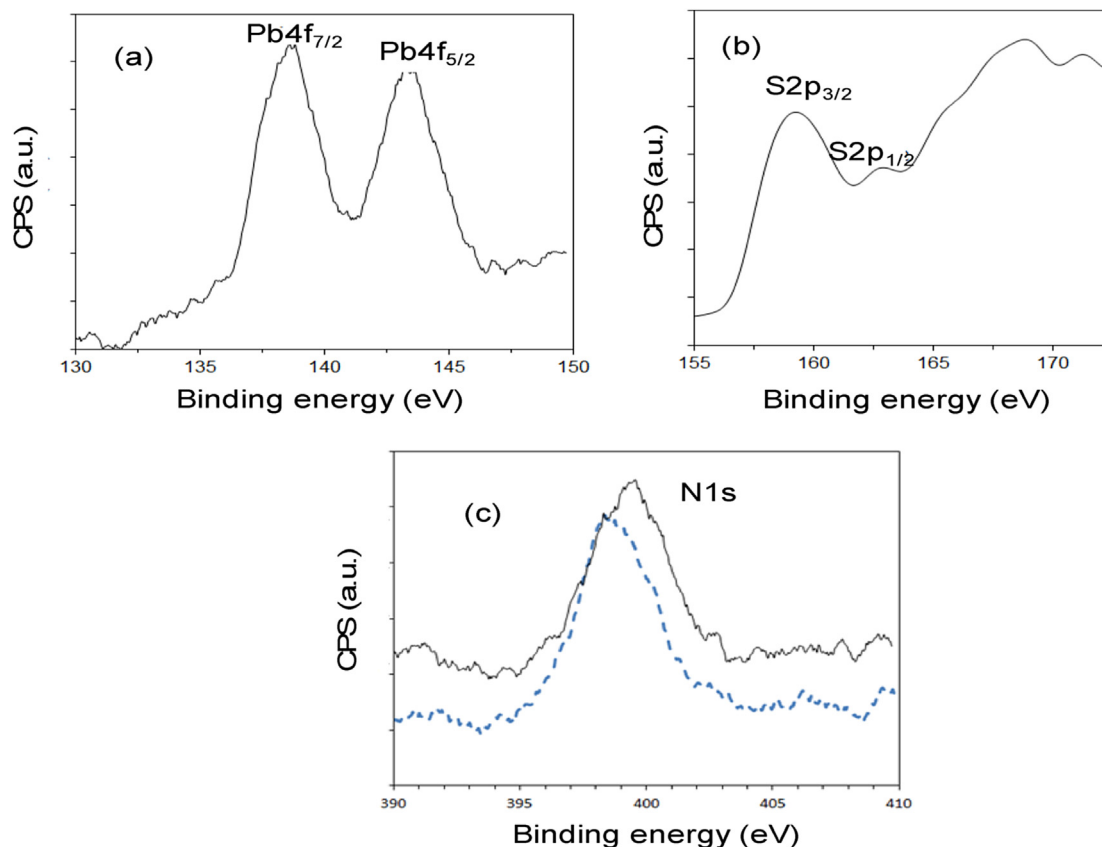 (a)
Pb4f7/2
Pb4f5/2
CPS (a.u.)
130 135 140 145 150
Binding energy (eV)
(b)
S2p3/2
S2p1/2
CPS (a.u.)
155 160 165 170
Binding energy (eV)
(c)
N1s
CPS (a.u.)
390 395 400 405 410
Binding energy (eV)